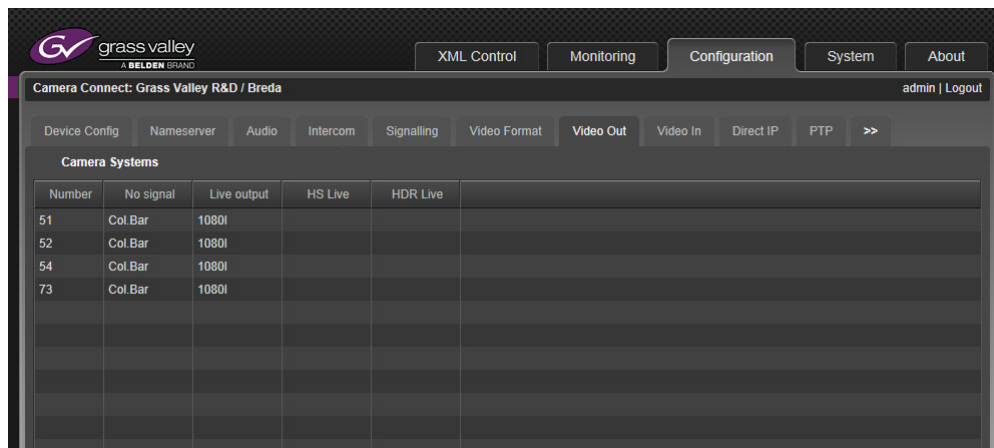 grass valley
A BELDEN BRAND
XML Control Monitoring Configuration System About
Camera Connect: Grass Valley R&D / Breda admin | Logout
Device Config Nameserver Audio Intercom Signalling Video Format Video Out Video In Direct IP PTP >>
Camera Systems
Number No signal Live output HS Live HDR Live
51 Col.Bar 1080I
52 Col.Bar 1080I
54 Col.Bar 1080I
73 Col.Bar 1080I